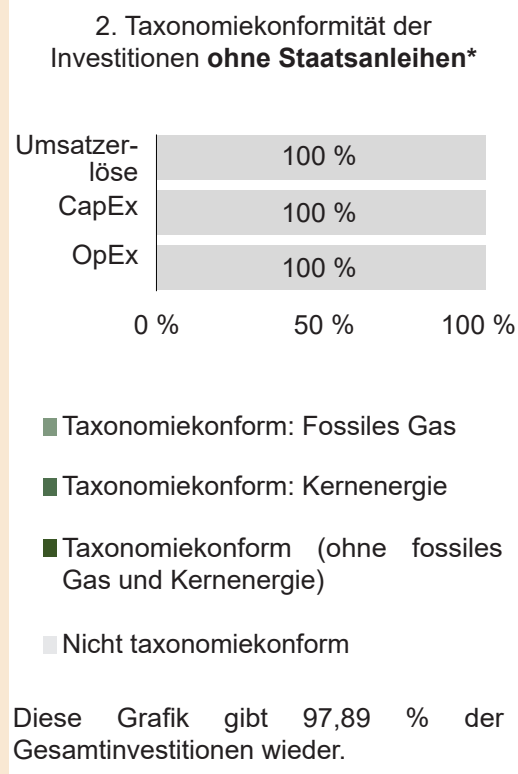 2. Taxonomiekonformität der
Investitionen ohne Staatsanleihen*
Umsatzer-
löse
100 %
CapEx
100 %
OpEx
100 %
0 % 50 % 100 %
Taxonomiekonform: Fossiles Gas
Taxonomiekonform: Kernenergie
Taxonomiekonform (ohne fossiles
Gas und Kernenergie)
Nicht taxonomiekonform
Diese Grafik gibt 97,89 % der
Gesamtinvestitionen wieder.